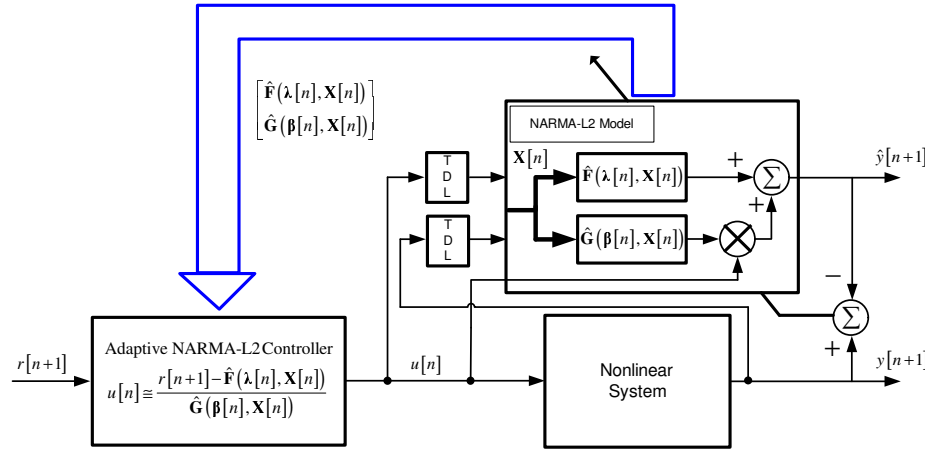 [F̂(λ[n],X[n])
Ĝ(β[n],X[n])]
NARMA-L2 Model
X[n]
T
D
L
F̂(λ[n],X[n])
+
Σ
ŷ[n+1]
+
T
D
L
Ĝ(β[n],X[n])
−
Σ
+
r[n+1]
Adaptive NARMA-L2 Controller
u[n]≅(r[n+1]−F̂(λ[n],X[n]))/Ĝ(β[n],X[n])
u[n]
Nonlinear
System
y[n+1]